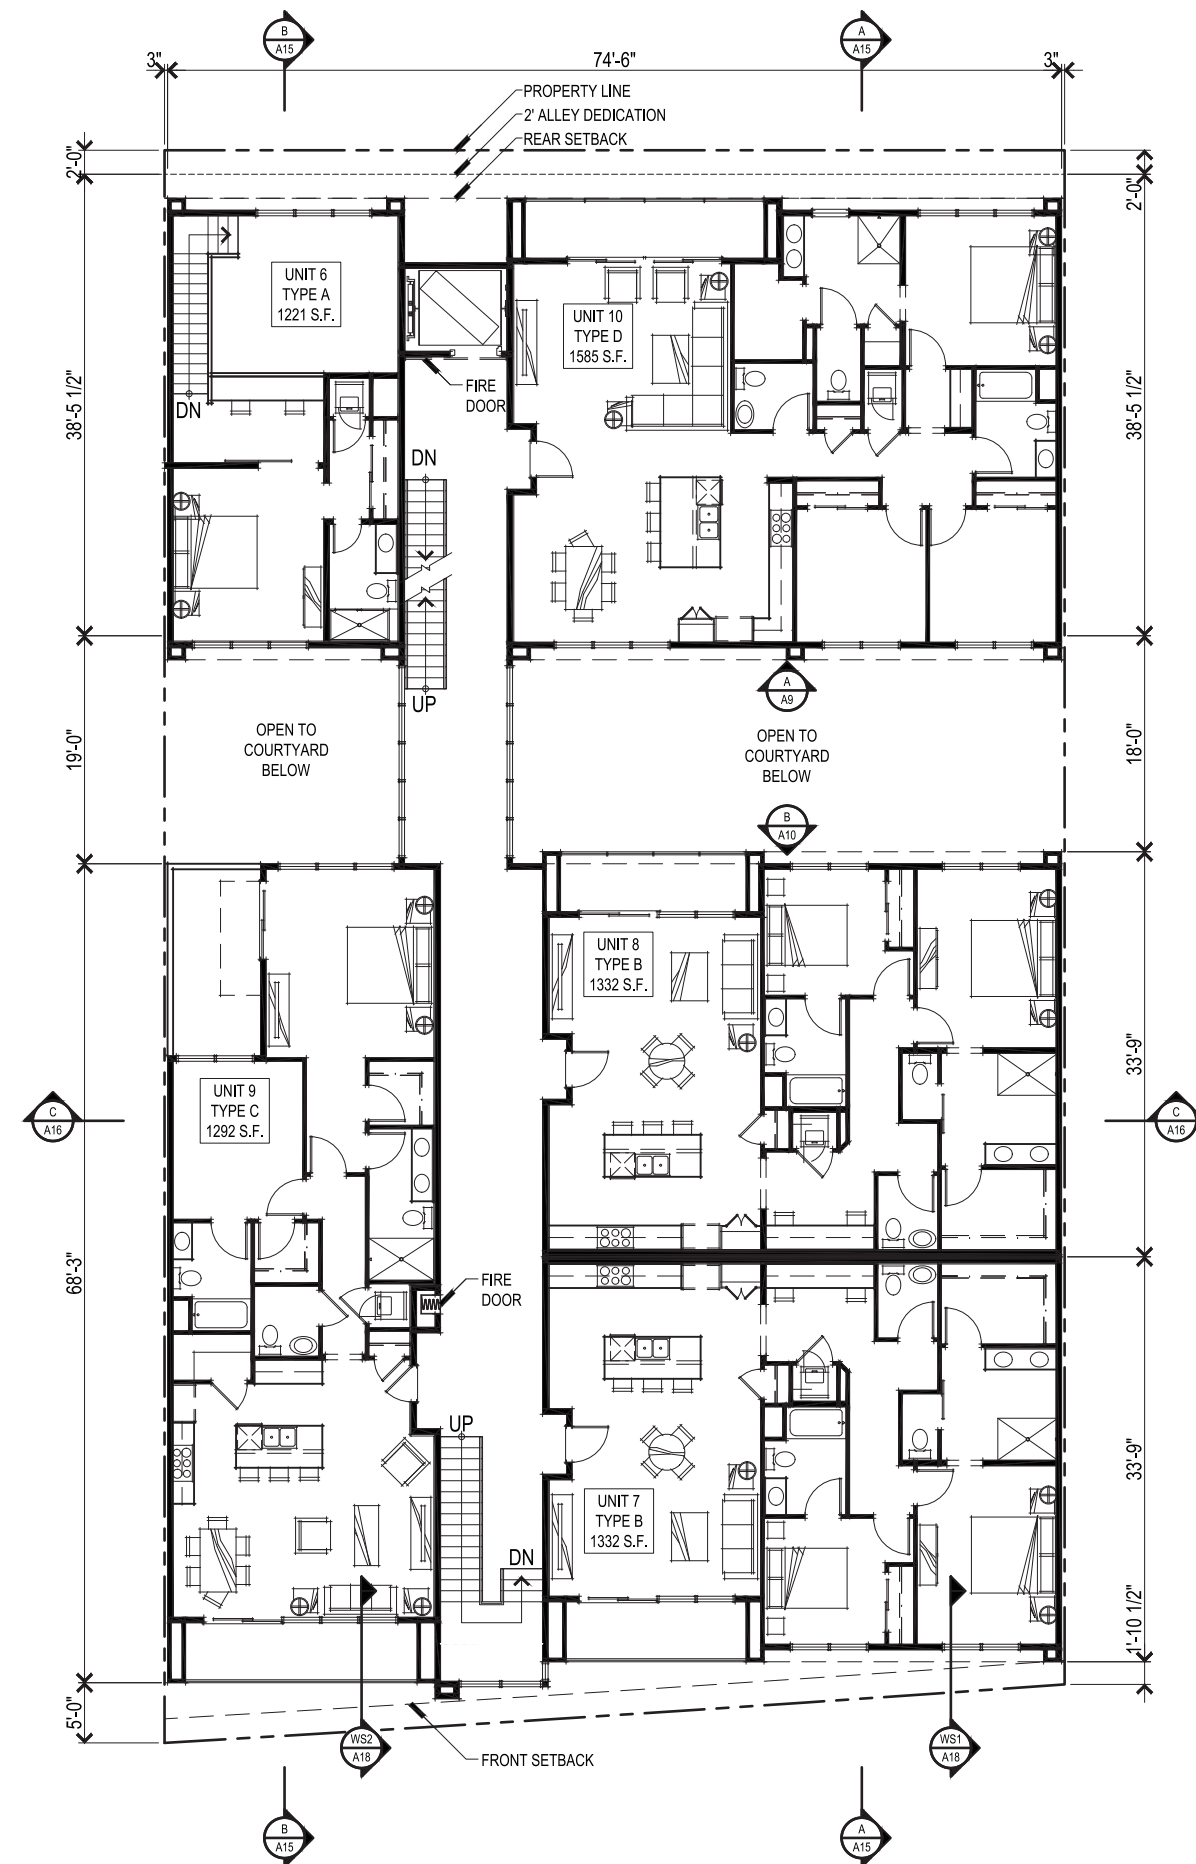 B
A15
A
A15
3"
74'-6"
3"
PROPERTY LINE
2' ALLEY DEDICATION
REAR SETBACK
2'-0"
2'-0"
UNIT 6
TYPE A
1221 S.F.
UNIT 10
TYPE D
1585 S.F.
FIRE
DOOR
DN
38'-5 1/2"
38'-5 1/2"
DN
UP
A
A9
OPEN TO
COURTYARD
BELOW
OPEN TO
COURTYARD
BELOW
19'-0"
18'-0"
B
A10
UNIT 8
TYPE B
1332 S.F.
33'-9"
UNIT 9
TYPE C
1292 S.F.
C
A16
C
A16
68'-3"
FIRE
DOOR
UP
33'-9"
UNIT 7
TYPE B
1332 S.F.
DN
1'-10 1/2"
5'-0"
WS2
A18
WS1
A18
FRONT SETBACK
B
A15
A
A15